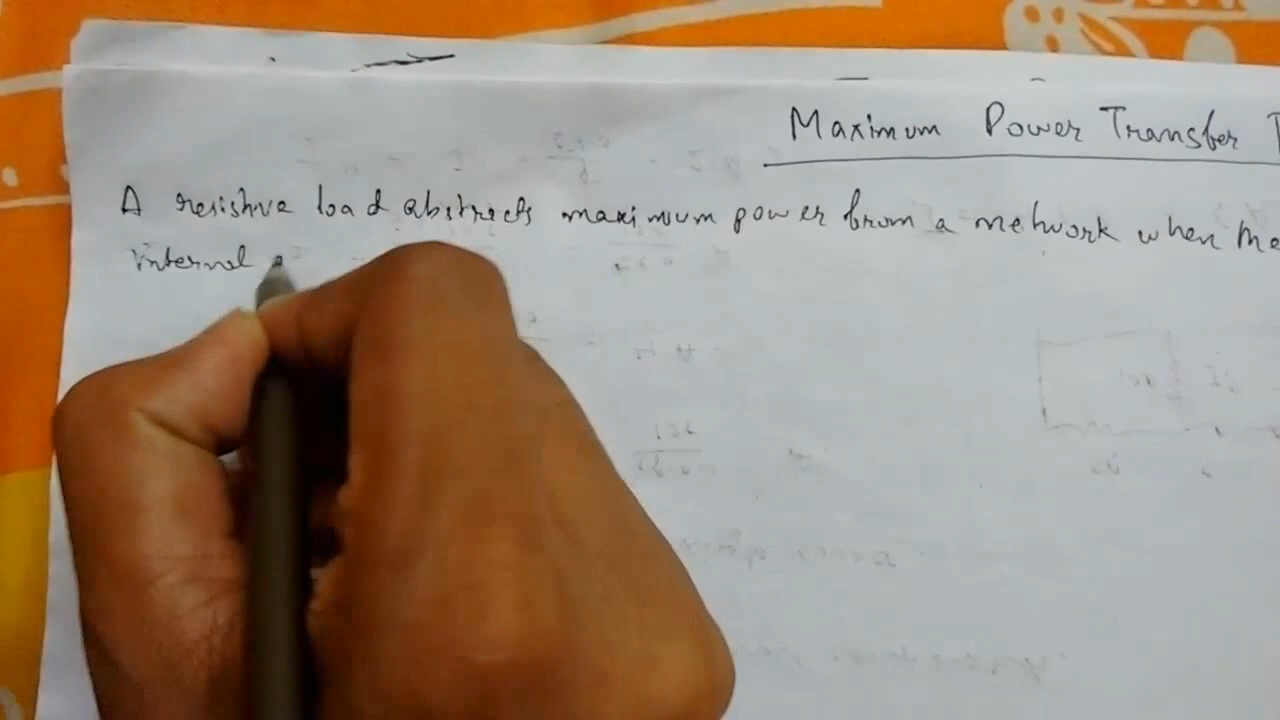 Maximum Power Transfer T
A resistive load abstracts maximum power from a network when the
internal